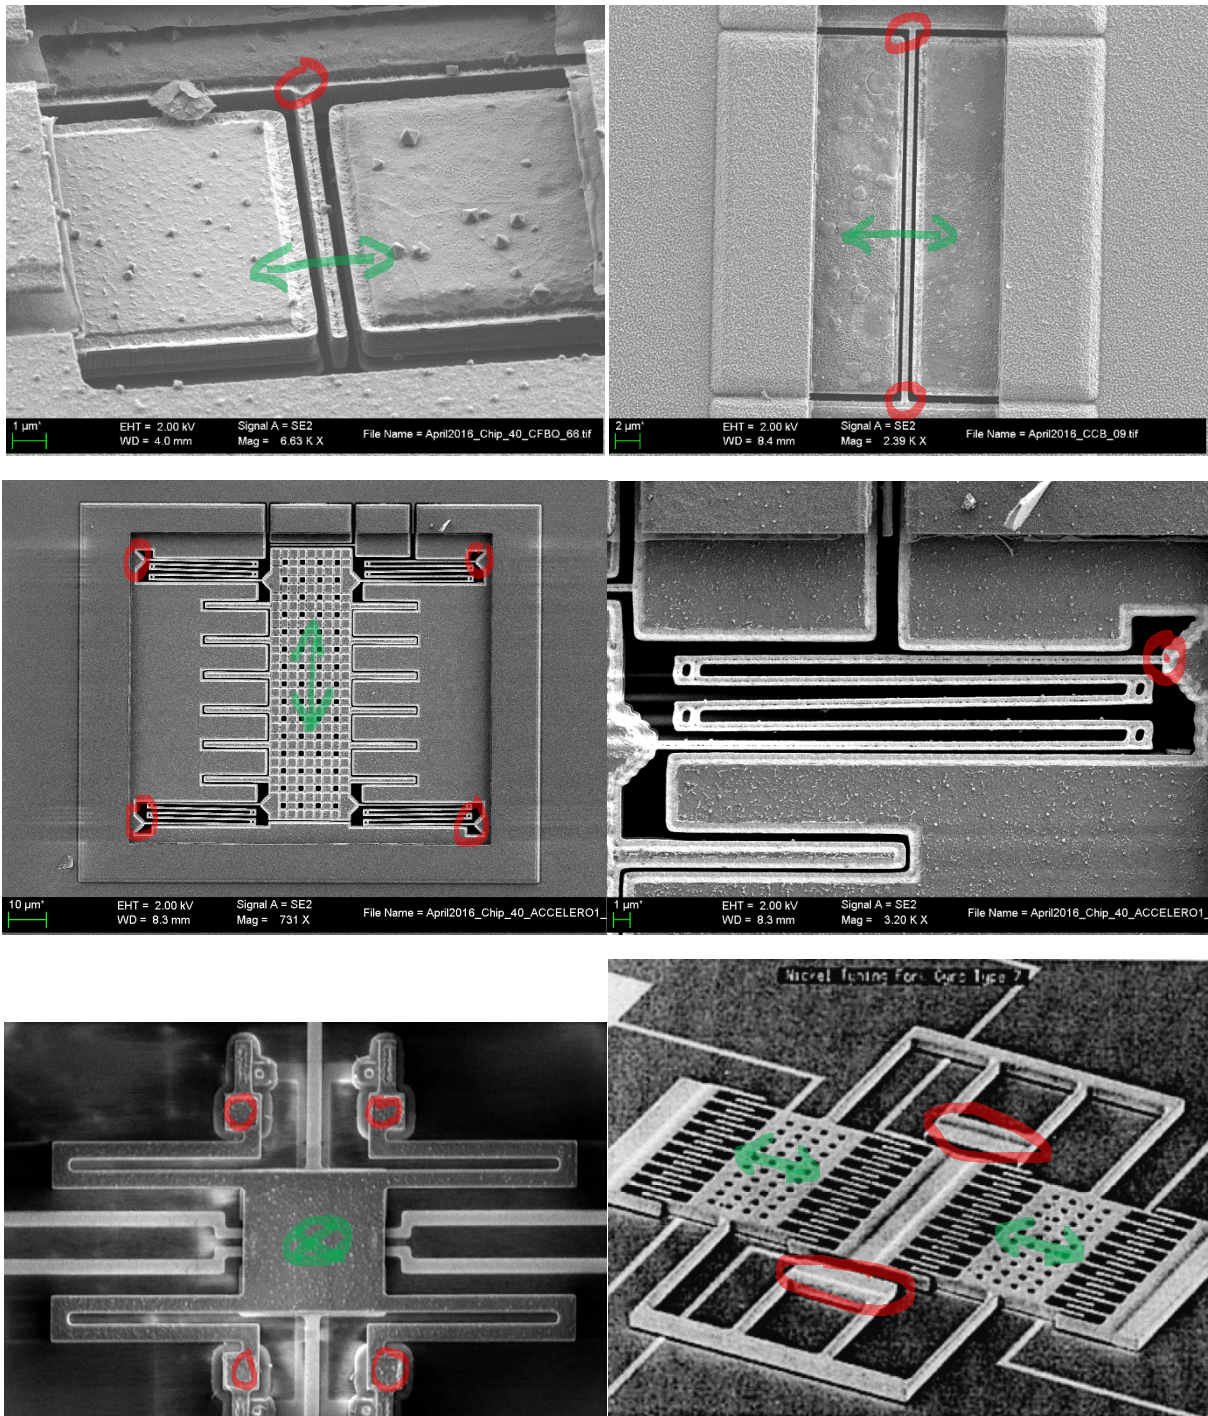 1 µm*
EHT = 2.00 kV
WD = 4.0 mm
Signal A = SE2
Mag = 6.63 K X
File Name = April2016_Chip_40_CFBO_66.tif
2 µm*
EHT = 2.00 kV
WD = 8.4 mm
Signal A = SE2
Mag = 2.39 K X
File Name = April2016_CCB_09.tif
10 µm*
EHT = 2.00 kV
WD = 8.3 mm
Signal A = SE2
Mag = 731 X
File Name = April2016_Chip_40_ACCELERO1_
1 µm*
EHT = 2.00 kV
WD = 8.3 mm
Signal A = SE2
Mag = 3.20 K X
File Name = April2016_Chip_40_ACCELERO1_
Nickel Tuning Fork Gyro Type 7